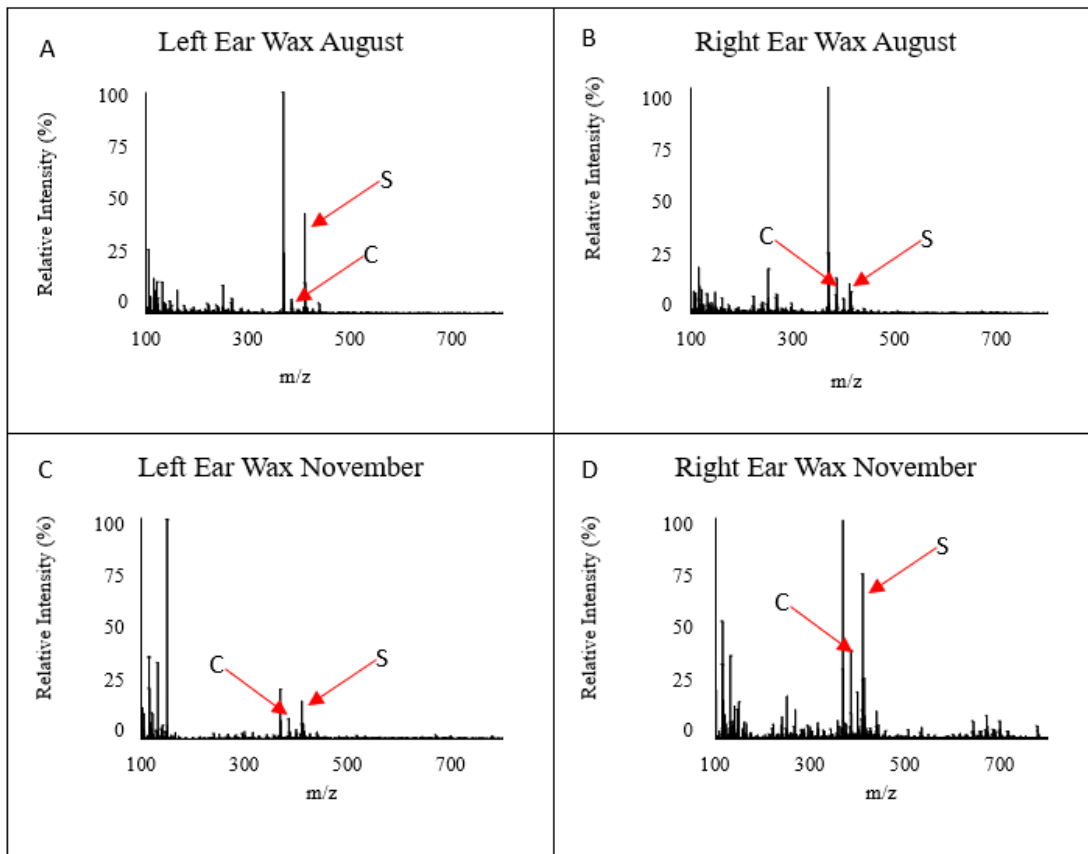 A
Left Ear Wax August
Relative Intensity (%)
100
75
50
25
0
S
C
100 300 500 700
m/z
B
Right Ear Wax August
Relative Intensity (%)
100
75
50
25
0
C
S
100 300 500 700
m/z
C
Left Ear Wax November
Relative Intensity (%)
100
75
50
25
0
C
S
100 300 500 700
m/z
D
Right Ear Wax November
Relative Intensity (%)
100
75
50
25
0
S
C
100 300 500 700
m/z